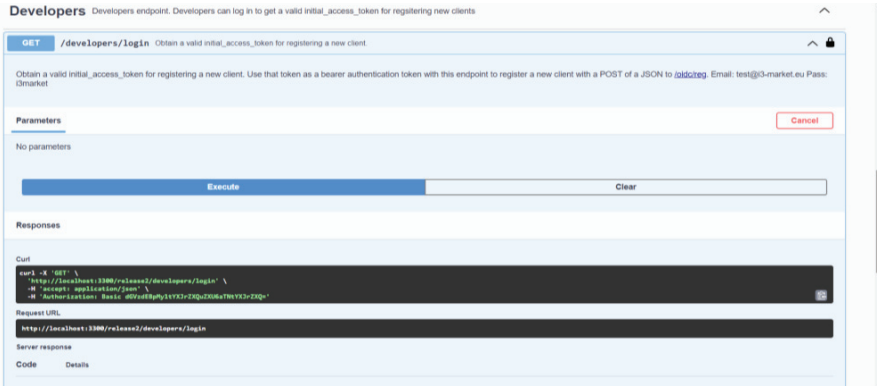 Developers Developers endpoint. Developers can log in to get a valid initial_access_token for regsitering new clients
GET /developers/login Obtain a valid initial_access_token for registering a new client.
Obtain a valid initial_access_token for registering a new client. Use that token as a bearer authentication token with this endpoint to register a new client with a POST of a JSON to /oidc/reg. Email: test@i3-market.eu Pass:
i3market
Parameters
Cancel
No parameters
Execute Clear
Responses
Curl
curl -X 'GET' \
'http://localhost:3300/release2/developers/login' \
-H 'accept: application/json' \
-H 'Authorization: Basic
Request URL
http://localhost:3300/release2/developers/login
Server response
Code Details